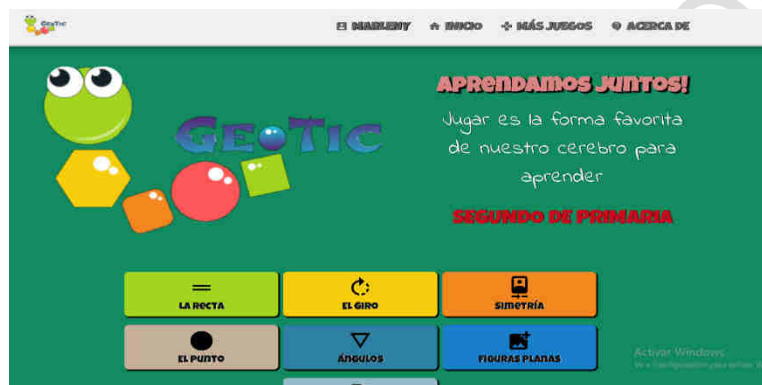 GeoTic
MARLENY INICIO MÁS JUEGOS ACERCA DE
GEOTIC
APRENDAMOS JUNTOS!
Jugar es la forma favorita
de nuestro cerebro para
aprender
SEGUNDO DE PRIMARIA
LA RECTA
EL GIRO
SIMETRÍA
EL PUNTO
ÁNGULOS
FIGURAS PLANAS
Activar Windows